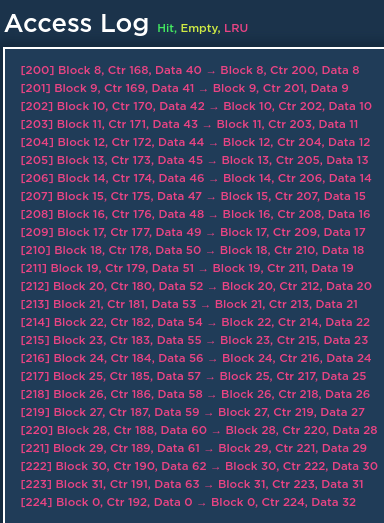 Access Log Hit, Empty, LRU
[200] Block 8, Ctr 168, Data 40 → Block 8, Ctr 200, Data 8
[201] Block 9, Ctr 169, Data 41 → Block 9, Ctr 201, Data 9
[202] Block 10, Ctr 170, Data 42 → Block 10, Ctr 202, Data 10
[203] Block 11, Ctr 171, Data 43 → Block 11, Ctr 203, Data 11
[204] Block 12, Ctr 172, Data 44 → Block 12, Ctr 204, Data 12
[205] Block 13, Ctr 173, Data 45 → Block 13, Ctr 205, Data 13
[206] Block 14, Ctr 174, Data 46 → Block 14, Ctr 206, Data 14
[207] Block 15, Ctr 175, Data 47 → Block 15, Ctr 207, Data 15
[208] Block 16, Ctr 176, Data 48 → Block 16, Ctr 208, Data 16
[209] Block 17, Ctr 177, Data 49 → Block 17, Ctr 209, Data 17
[210] Block 18, Ctr 178, Data 50 → Block 18, Ctr 210, Data 18
[211] Block 19, Ctr 179, Data 51 → Block 19, Ctr 211, Data 19
[212] Block 20, Ctr 180, Data 52 → Block 20, Ctr 212, Data 20
[213] Block 21, Ctr 181, Data 53 → Block 21, Ctr 213, Data 21
[214] Block 22, Ctr 182, Data 54 → Block 22, Ctr 214, Data 22
[215] Block 23, Ctr 183, Data 55 → Block 23, Ctr 215, Data 23
[216] Block 24, Ctr 184, Data 56 → Block 24, Ctr 216, Data 24
[217] Block 25, Ctr 185, Data 57 → Block 25, Ctr 217, Data 25
[218] Block 26, Ctr 186, Data 58 → Block 26, Ctr 218, Data 26
[219] Block 27, Ctr 187, Data 59 → Block 27, Ctr 219, Data 27
[220] Block 28, Ctr 188, Data 60 → Block 28, Ctr 220, Data 28
[221] Block 29, Ctr 189, Data 61 → Block 29, Ctr 221, Data 29
[222] Block 30, Ctr 190, Data 62 → Block 30, Ctr 222, Data 30
[223] Block 31, Ctr 191, Data 63 → Block 31, Ctr 223, Data 31
[224] Block 0, Ctr 192, Data 0 → Block 0, Ctr 224, Data 32